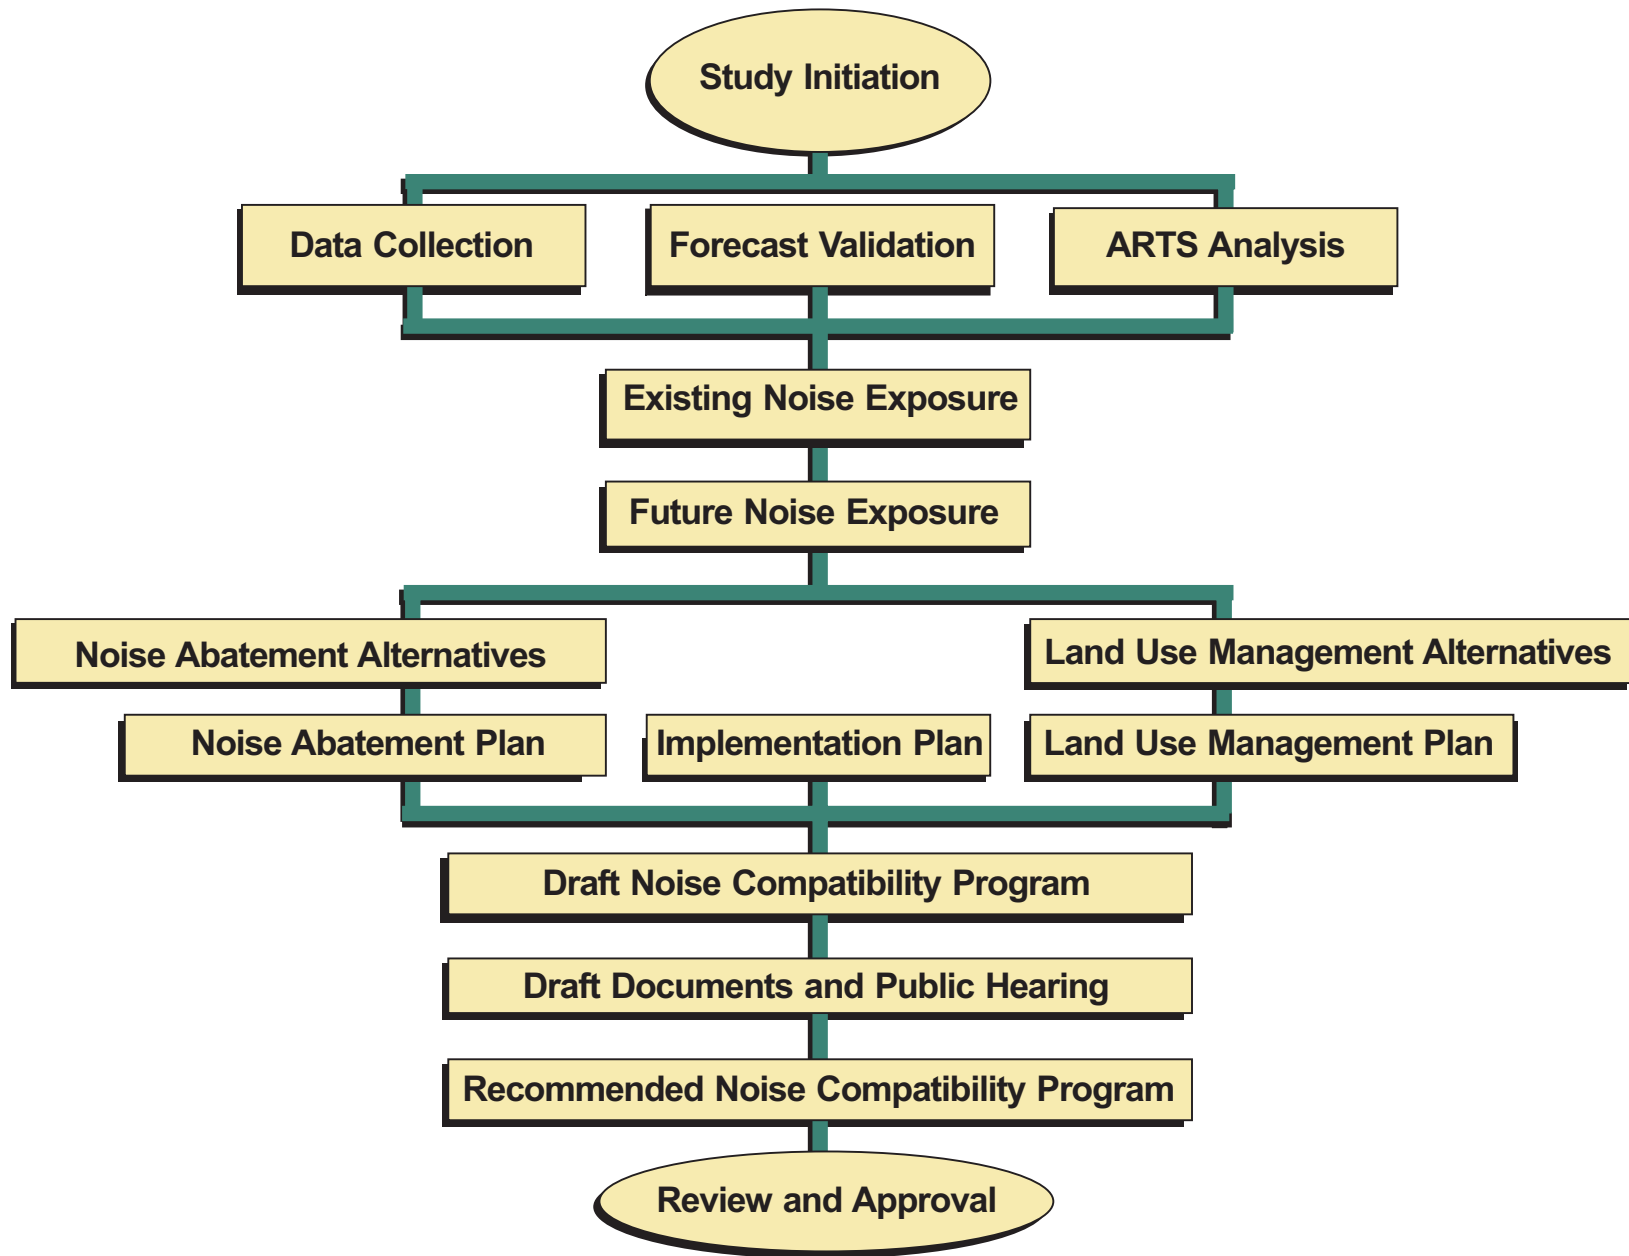 Study Initiation
Data Collection
Forecast Validation
ARTS Analysis
Existing Noise Exposure
Future Noise Exposure
Noise Abatement Alternatives
Land Use Management Alternatives
Noise Abatement Plan
Implementation Plan
Land Use Management Plan
Draft Noise Compatibility Program
Draft Documents and Public Hearing
Recommended Noise Compatibility Program
Review and Approval